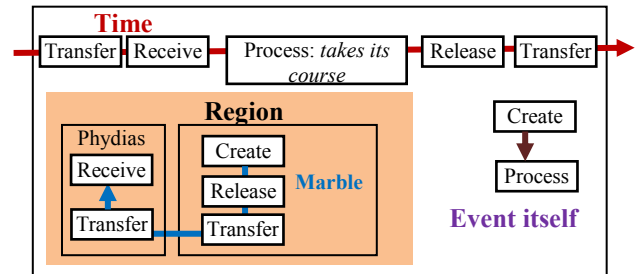 Time
Transfer Receive Process: takes its course Release Transfer
Region
Phydias
Receive
Transfer
Create
Release
Transfer
Marble
Create
Process
Event itself